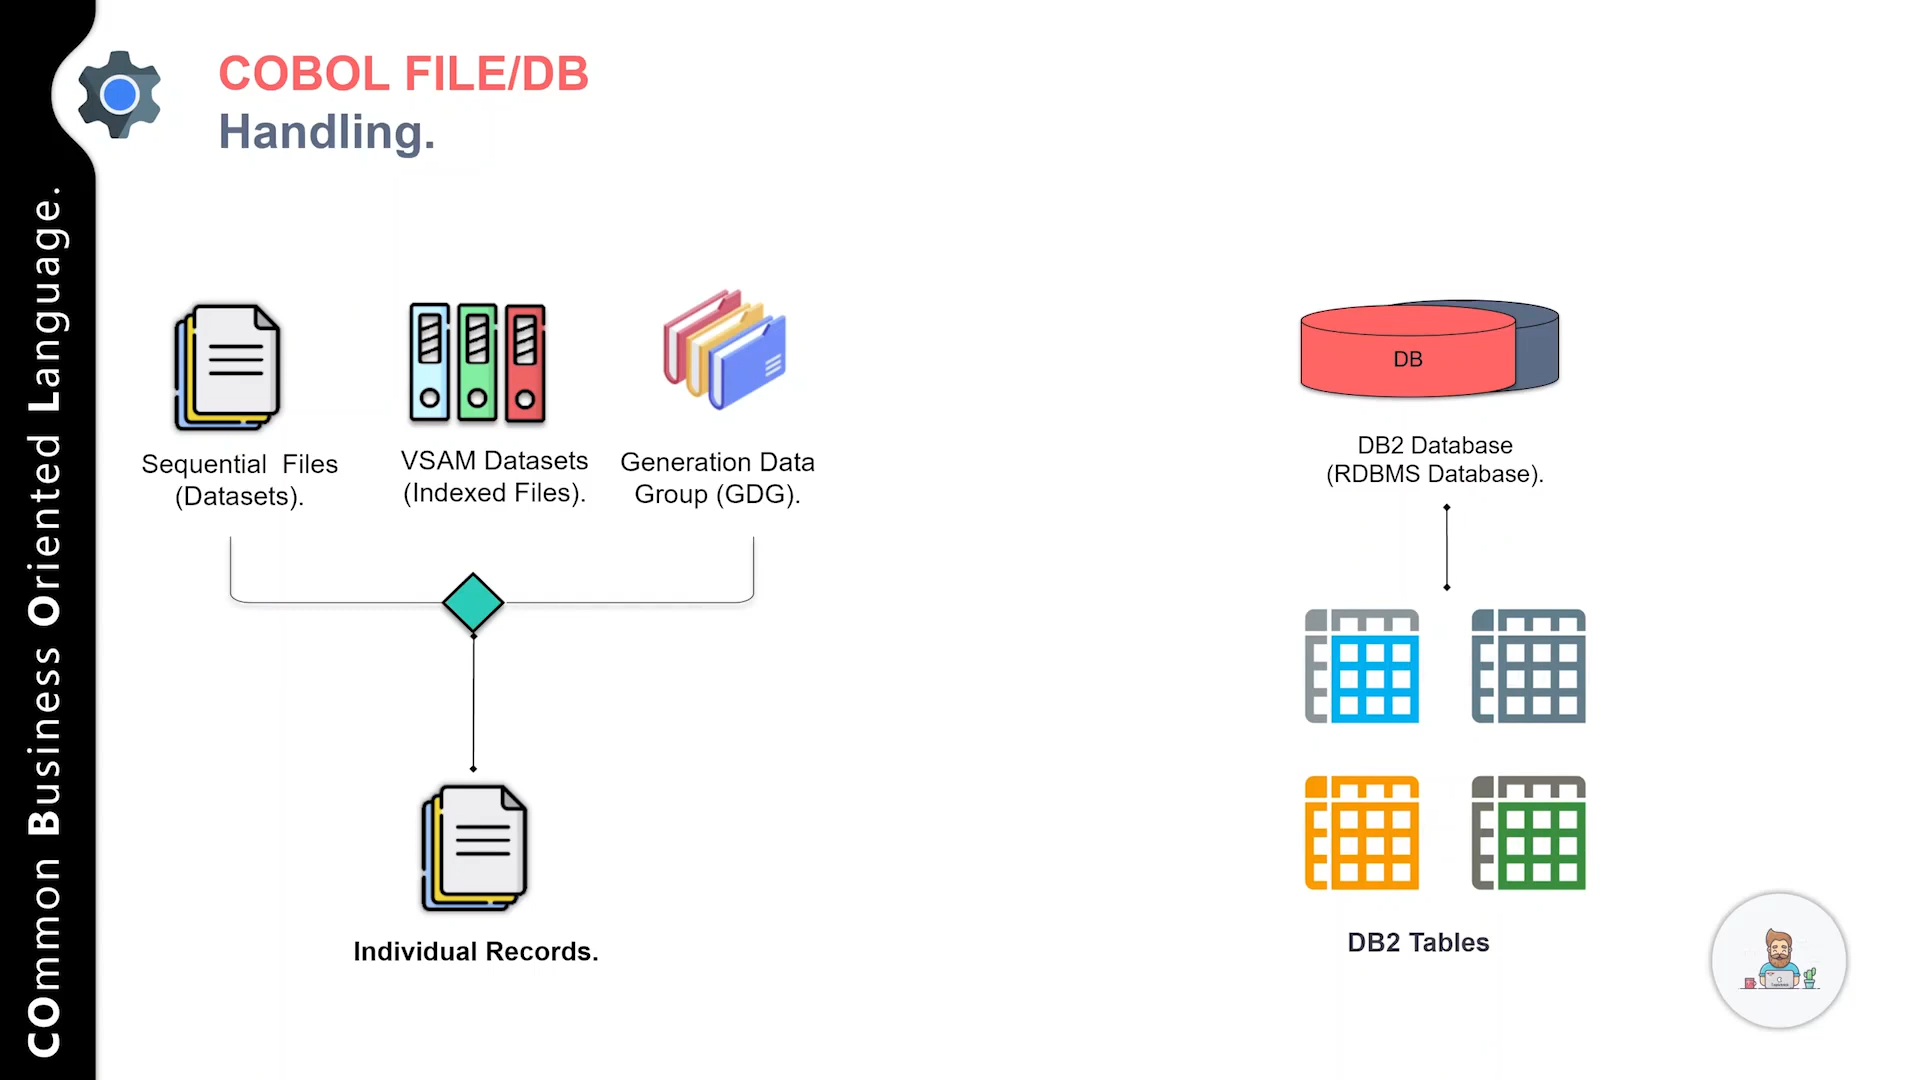 COBOL FILE/DB
Handling.
COmmon Business Oriented Language.
Sequential Files
(Datasets).
VSAM Datasets
(Indexed Files).
Generation Data
Group (GDG).
Individual Records.
DB
DB2 Database
(RDBMS Database).
DB2 Tables